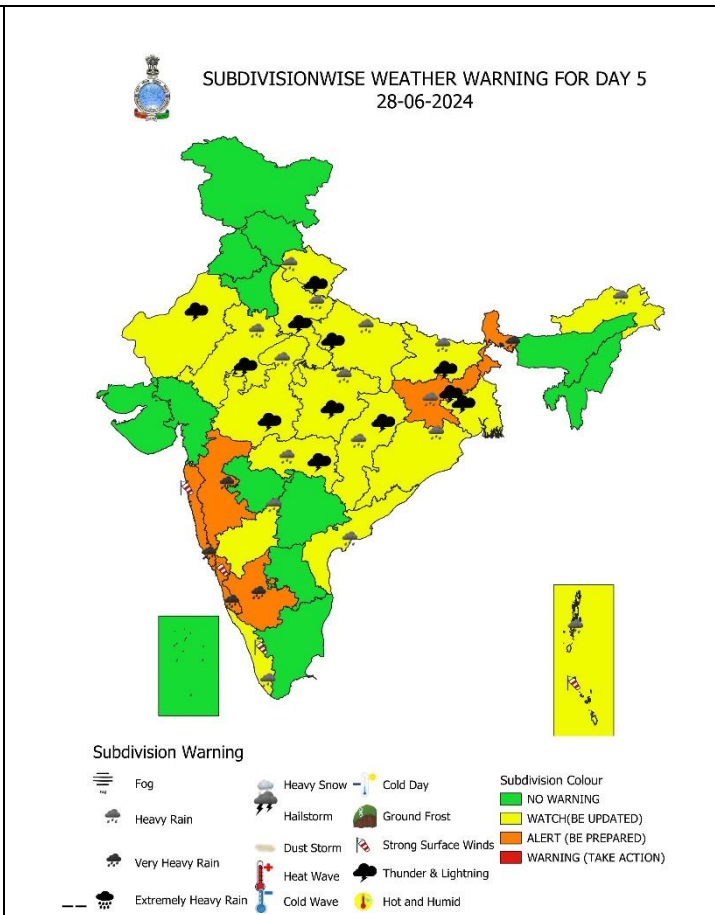 SUBDIVISIONWISE WEATHER WARNING FOR DAY 5
28-06-2024
Subdivision Warning
Fog
Heavy Rain
Very Heavy Rain
Extremely Heavy Rain
Heavy Snow
Hailstorm
Dust Storm
Heat Wave
Cold Wave
Cold Day
Ground Frost
Strong Surface Winds
Thunder & Lightning
Hot and Humid
Subdivision Colour
NO WARNING
WATCH(BE UPDATED)
ALERT (BE PREPARED)
WARNING (TAKE ACTION)